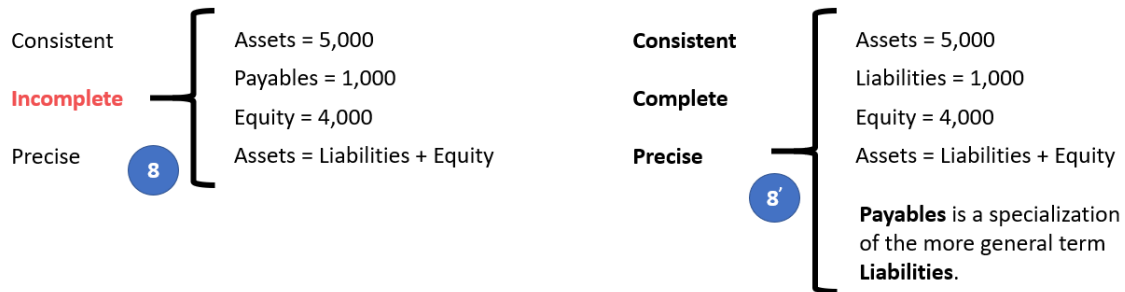 Consistent
Incomplete
Precise
8
Assets = 5,000
Payables = 1,000
Equity = 4,000
Assets = Liabilities + Equity
Consistent
Complete
Precise
8′
Assets = 5,000
Liabilities = 1,000
Equity = 4,000
Assets = Liabilities + Equity
Payables is a specialization
of the more general term
Liabilities.